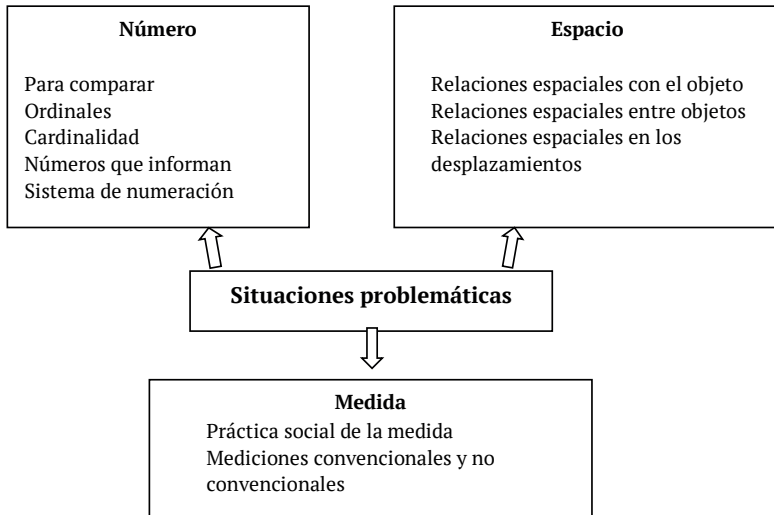 Número
Para comparar
Ordinales
Cardinalidad
Números que informan
Sistema de numeración
Espacio
Relaciones espaciales con el objeto
Relaciones espaciales entre objetos
Relaciones espaciales en los
desplazamientos
Situaciones problemáticas
Medida
Práctica social de la medida
Mediciones convencionales y no
convencionales